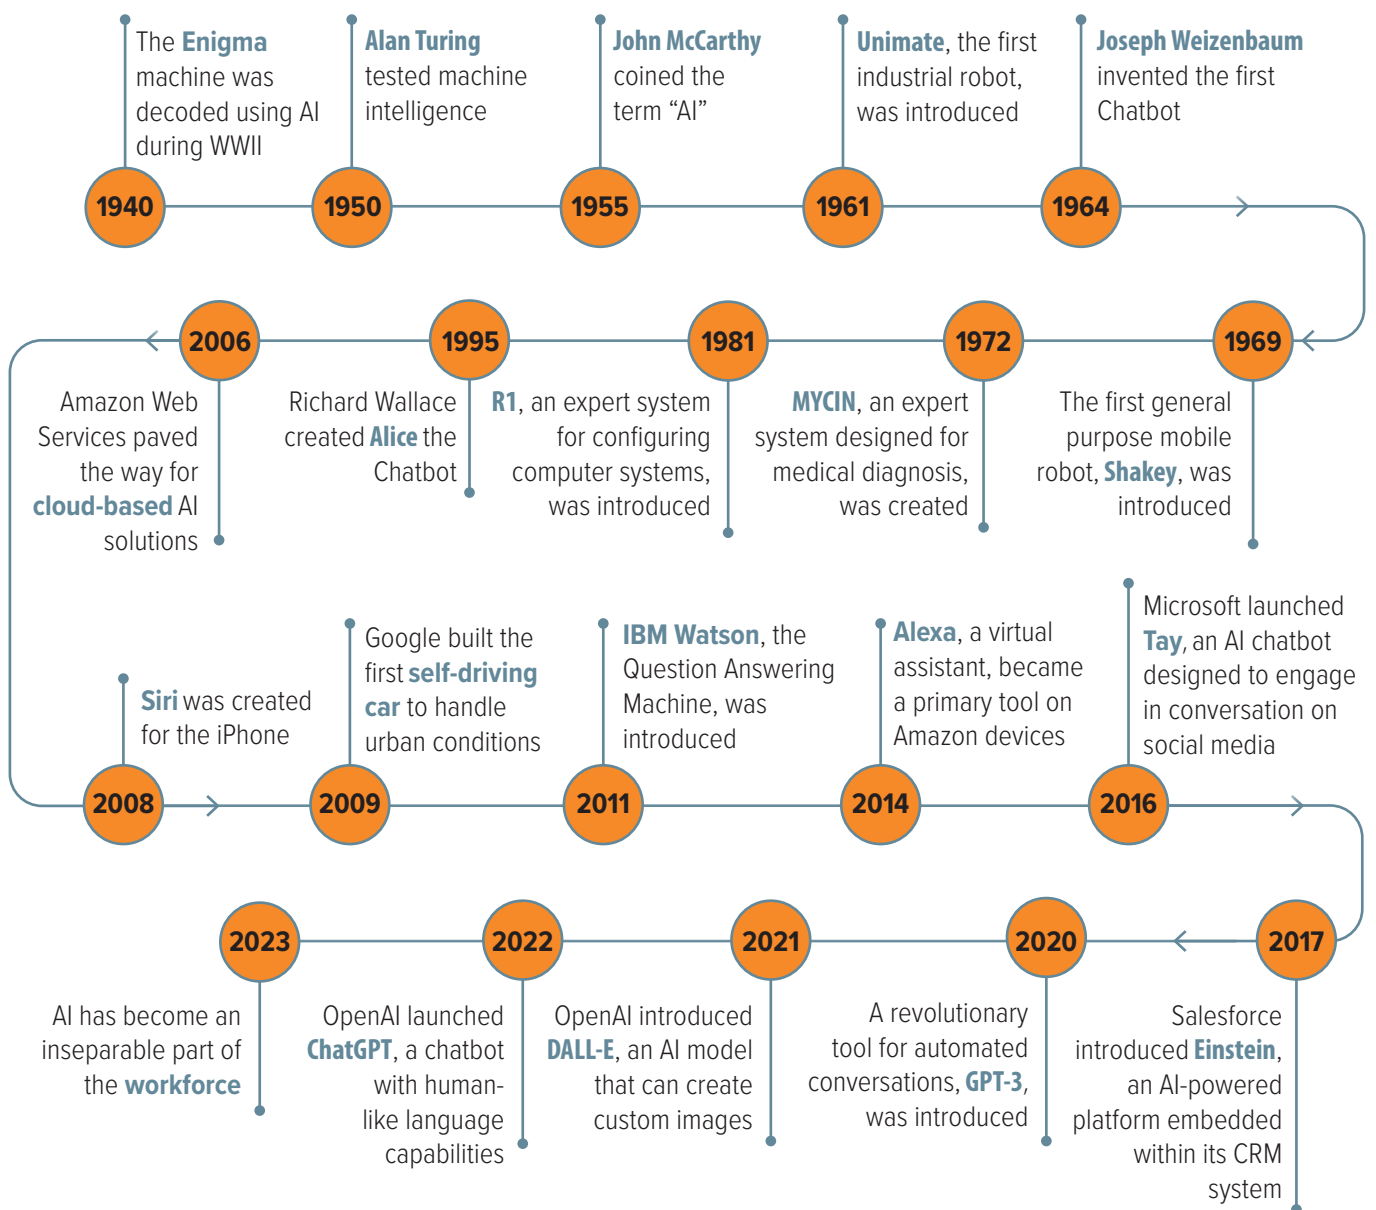 The Enigma
machine was
decoded using AI
during WWII
Alan Turing
tested machine
intelligence
John McCarthy
coined the
term “AI”
Unimate, the first
industrial robot,
was introduced
Joseph Weizenbaum
invented the first
Chatbot
1940
1950
1955
1961
1964
1969
The first general
purpose mobile
robot, Shakey, was
introduced
1972
MYCIN, an expert
system designed for
medical diagnosis,
was created
1981
R1, an expert system
for configuring
computer systems,
was introduced
1995
Richard Wallace
created Alice the
Chatbot
2006
Amazon Web
Services paved
the way for
cloud-based AI
solutions
Siri was created
for the iPhone
2008
Google built the
first self-driving
car to handle
urban conditions
2009
IBM Watson, the
Question Answering
Machine, was
introduced
2011
Alexa, a virtual
assistant, became
a primary tool on
Amazon devices
2014
Microsoft launched
Tay, an AI chatbot
designed to engage
in conversation on
social media
2016
2017
Salesforce
introduced Einstein,
an AI-powered
platform embedded
within its CRM
system
2020
A revolutionary
tool for automated
conversations, GPT-3,
was introduced
2021
OpenAI introduced
DALL-E, an AI model
that can create
custom images
2022
OpenAI launched
ChatGPT, a chatbot
with human-
like language
capabilities
2023
AI has become an
inseparable part of
the workforce